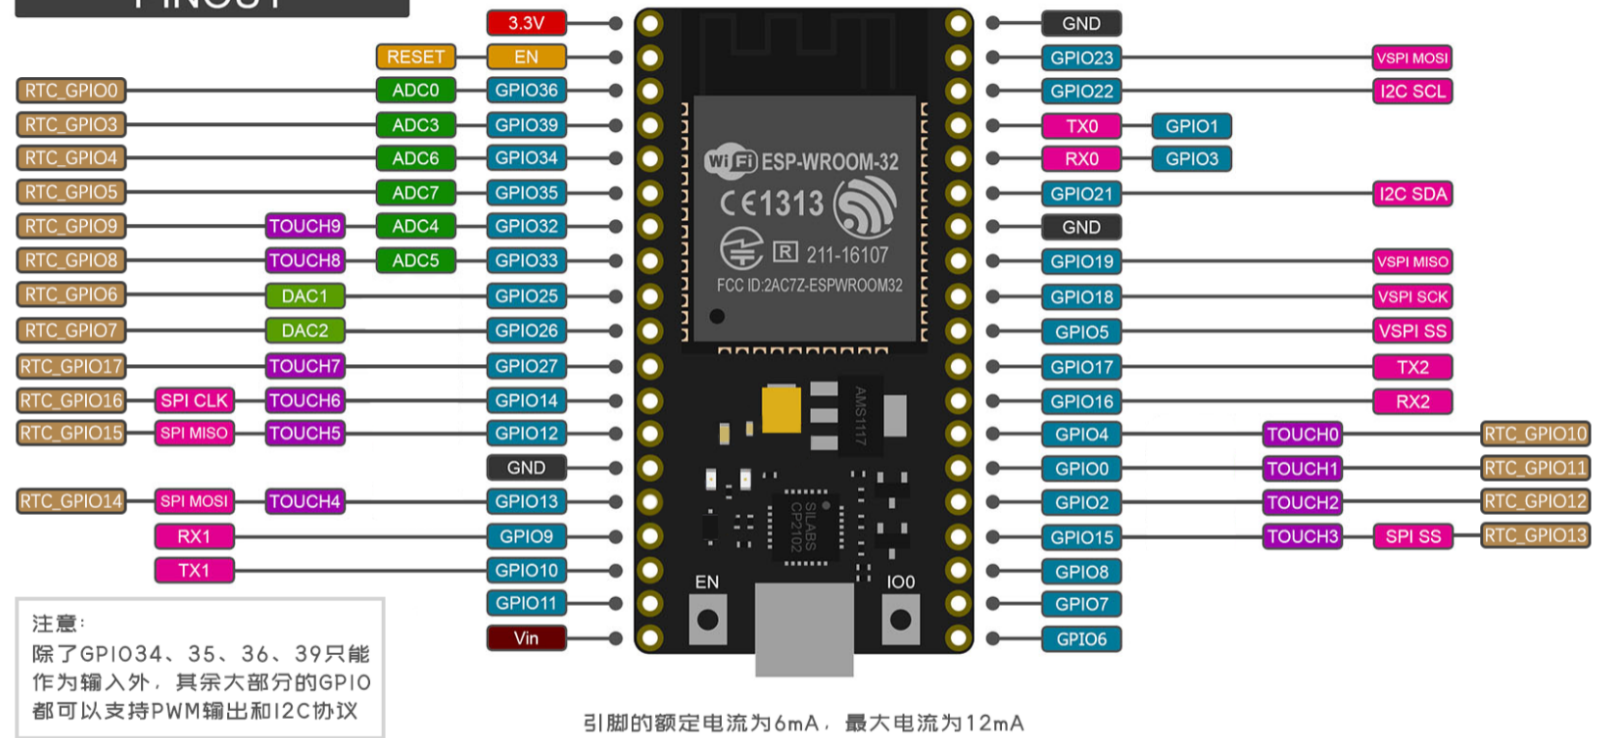 PINOUT
3.3V GND
RESET EN GPIO23 VSPI MOSI
RTC_GPIO0 ADC0 GPIO36 GPIO22 I2C SCL
RTC_GPIO3 ADC3 GPIO39 TX0 GPIO1
RTC_GPIO4 ADC6 GPIO34 RX0 GPIO3
RTC_GPIO5 ADC7 GPIO35 GPIO21 I2C SDA
RTC_GPIO9 TOUCH9 ADC4 GPIO32 GND
RTC_GPIO8 TOUCH8 ADC5 GPIO33 GPIO19 VSPI MISO
RTC_GPIO6 DAC1 GPIO25 GPIO18 VSPI SCK
RTC_GPIO7 DAC2 GPIO26 GPIO5 VSPI SS
RTC_GPIO17 TOUCH7 GPIO27 GPIO17 TX2
RTC_GPIO16 SPI CLK TOUCH6 GPIO14 GPIO16 RX2
RTC_GPIO15 SPI MISO TOUCH5 GPIO12 GPIO4 TOUCH0 RTC_GPIO10
GND GPIO0 TOUCH1 RTC_GPIO11
RTC_GPIO14 SPI MOSI TOUCH4 GPIO13 GPIO2 TOUCH2 RTC_GPIO12
RX1 GPIO9 GPIO15 TOUCH3 SPI SS RTC_GPIO13
TX1 GPIO10 GPIO8
GPIO11 GPIO7
Vin GPIO6
WiFi ESP-WROOM-32
CE1313
R 211-16107
FCC ID:2AC7Z-ESPWROOM32
AMS1117
SILABS
CP2102
EN IO0
注意:
除了GPIO34、35、36、39只能
作为输入外，其余大部分的GPIO
都可以支持PWM输出和I2C协议
引脚的额定电流为6mA，最大电流为12mA